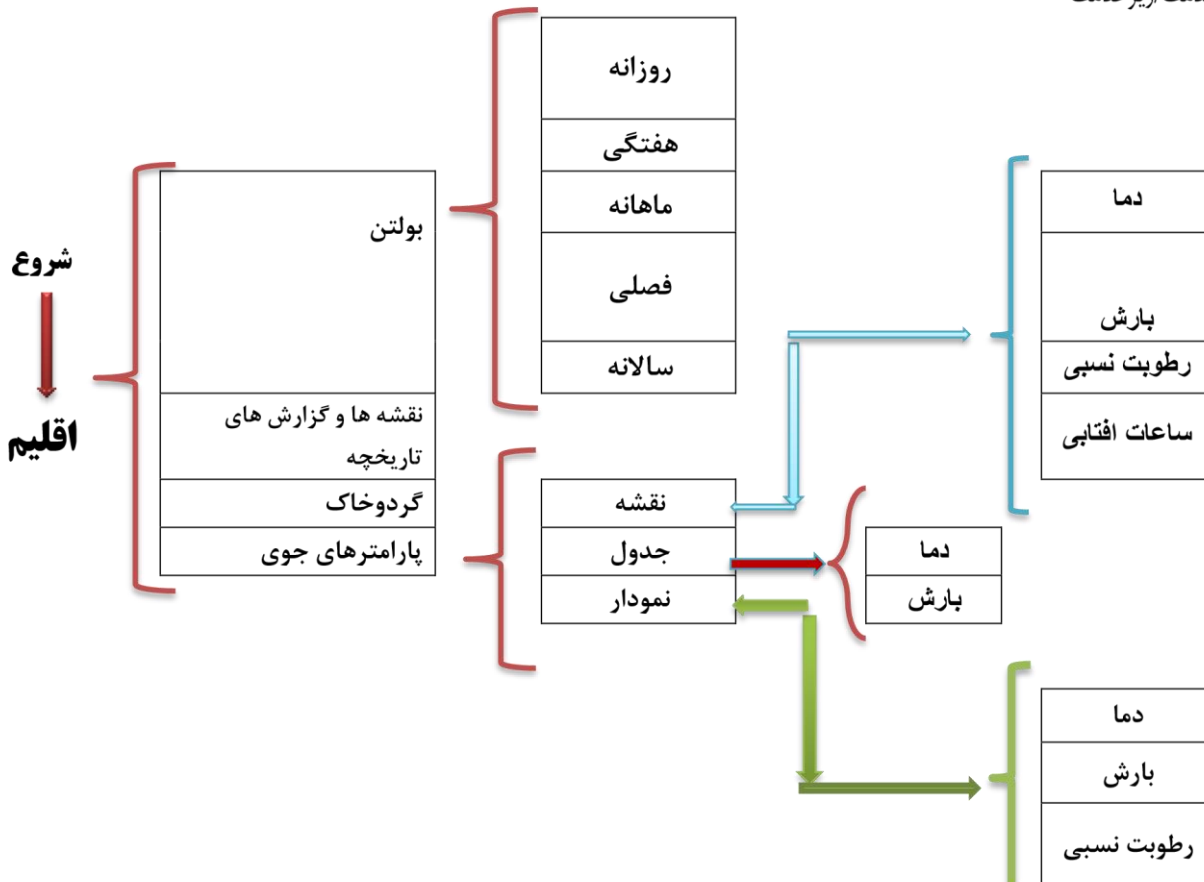 شروع
اقلیم
بولتن
نقشه ها و گزارش های
تاریخچه
گردوخاک
پارامترهای جوی
روزانه
هفتگی
ماهانه
فصلی
سالانه
نقشه
جدول
نمودار
دما
بارش
رطوبت نسبی
ساعات افتابی
دما
بارش
دما
بارش
رطوبت نسبی